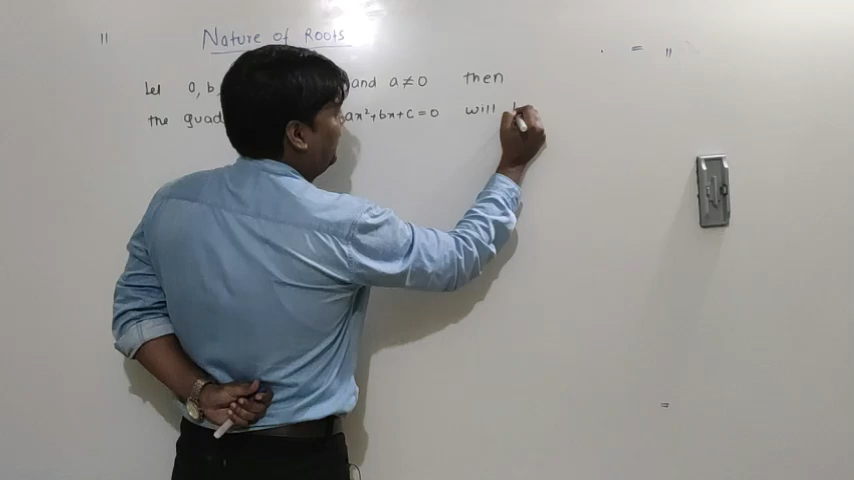 Nature of Roots
Let a, b, and a ≠ 0 then
the quad ax²+bx+c=0 will